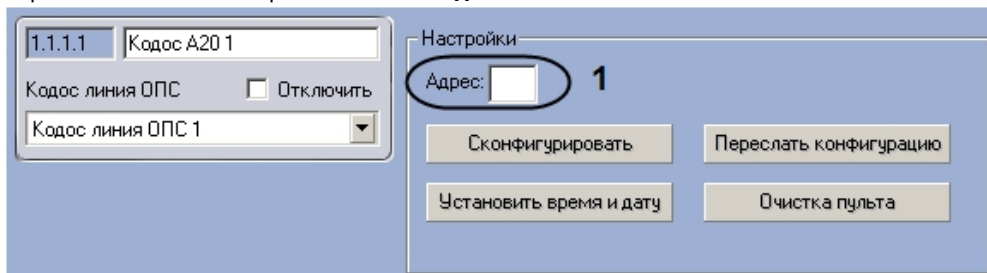 1.1.1.1 Кодос А20 1
Кодос линия ОПС Отключить
Кодос линия ОПС 1
Настройки
Адрес: 1
Сконфигурировать Переслать конфигурацию
Установить время и дату Очистка пульта